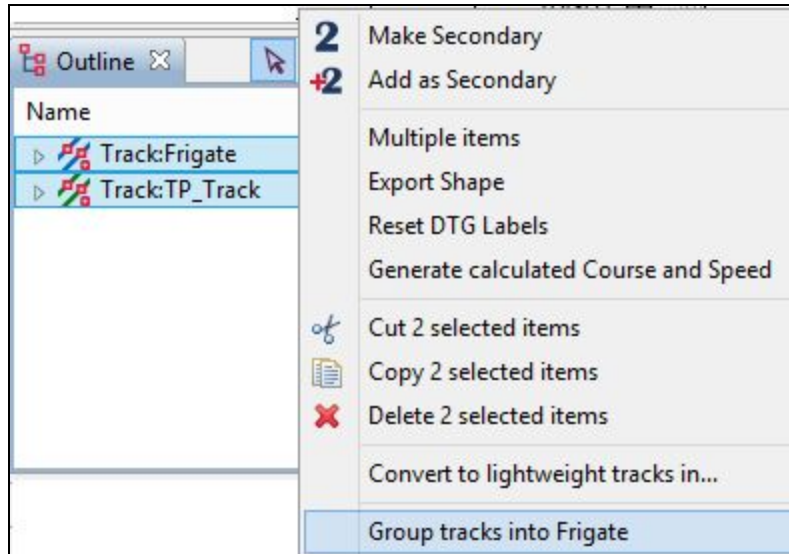 Outline
Name
Track:Frigate
Track:TP_Track
2 Make Secondary
+2 Add as Secondary
Multiple items
Export Shape
Reset DTG Labels
Generate calculated Course and Speed
Cut 2 selected items
Copy 2 selected items
Delete 2 selected items
Convert to lightweight tracks in...
Group tracks into Frigate